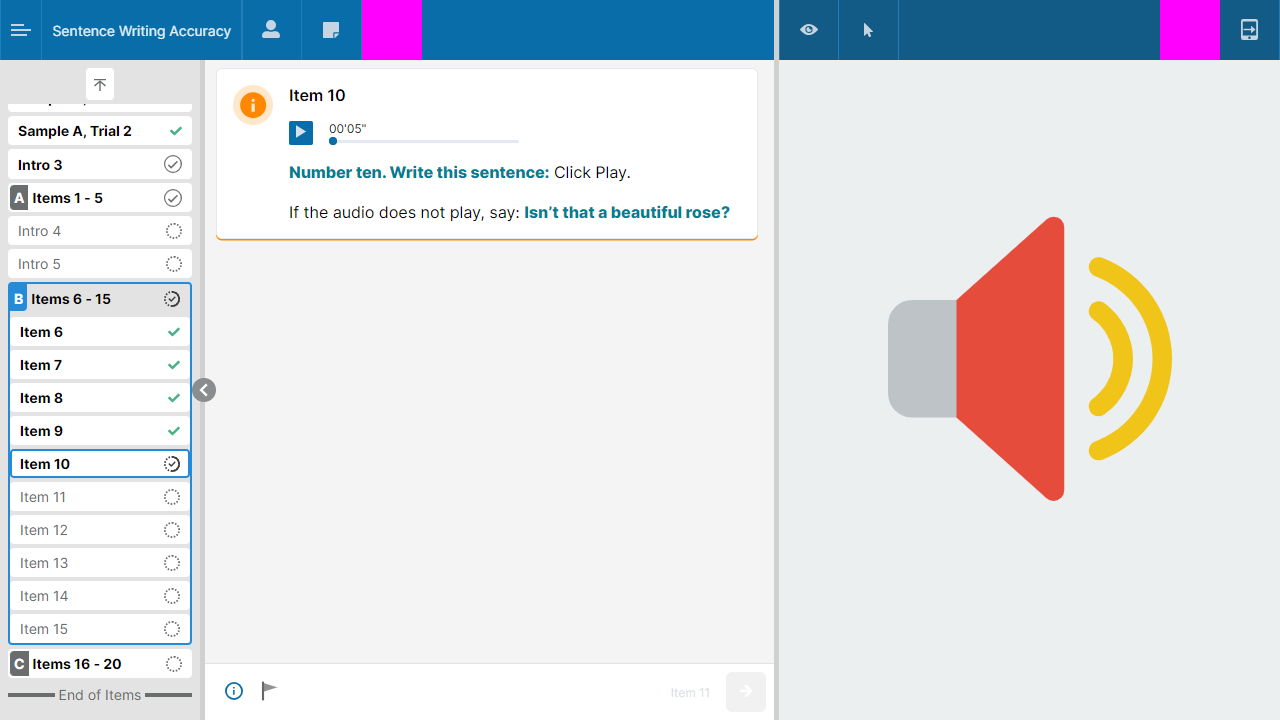 Sentence Writing Accuracy
Sample A, Trial 2
Intro 3
A Items 1 - 5
Intro 4
Intro 5
B Items 6 - 15
Item 6
Item 7
Item 8
Item 9
Item 10
Item 11
Item 12
Item 13
Item 14
Item 15
C Items 16 - 20
End of Items
Item 10
00'05"
Number ten. Write this sentence: Click Play.
If the audio does not play, say: Isn’t that a beautiful rose?
Item 11